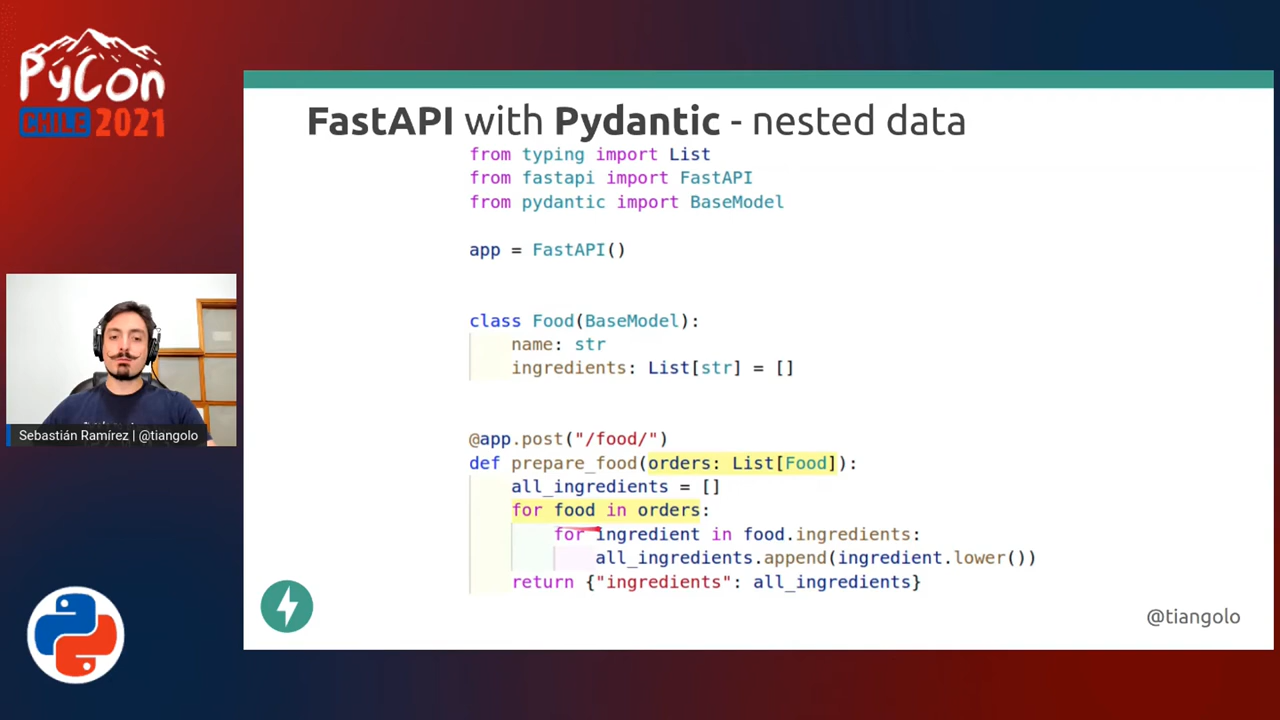 PyCon
CHILE 2021
FastAPI with Pydantic - nested data
from typing import List
from fastapi import FastAPI
from pydantic import BaseModel
app = FastAPI()
class Food(BaseModel):
name: str
ingredients: List[str] = []
@app.post("/food/")
def prepare_food(orders: List[Food]):
all_ingredients = []
for food in orders:
for ingredient in food.ingredients:
all_ingredients.append(ingredient.lower())
return {"ingredients": all_ingredients}
@tiangolo
Sebastián Ramírez | @tiangolo